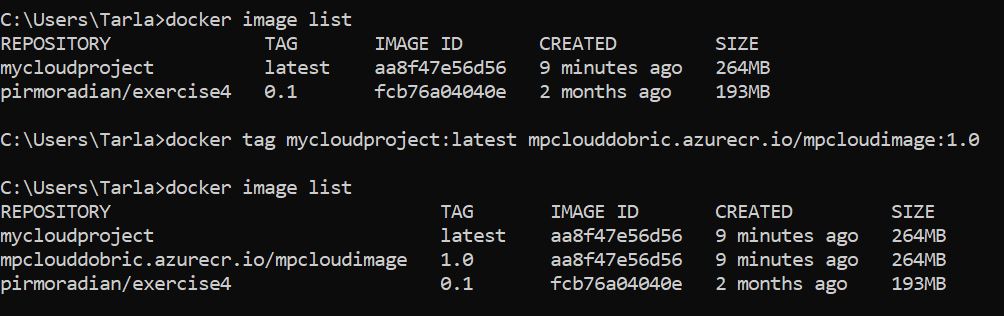 C:\Users\Tarla>docker image list
REPOSITORY TAG IMAGE ID CREATED SIZE
mycloudproject latest aa8f47e56d56 9 minutes ago 264MB
pirmoradian/exercise4 0.1 fcb76a04040e 2 months ago 193MB
C:\Users\Tarla>docker tag mycloudproject:latest mpclouddobric.azurecr.io/mpcloudimage:1.0
C:\Users\Tarla>docker image list
REPOSITORY TAG IMAGE ID CREATED SIZE
mycloudproject latest aa8f47e56d56 9 minutes ago 264MB
mpclouddobric.azurecr.io/mpcloudimage 1.0 aa8f47e56d56 9 minutes ago 264MB
pirmoradian/exercise4 0.1 fcb76a04040e 2 months ago 193MB